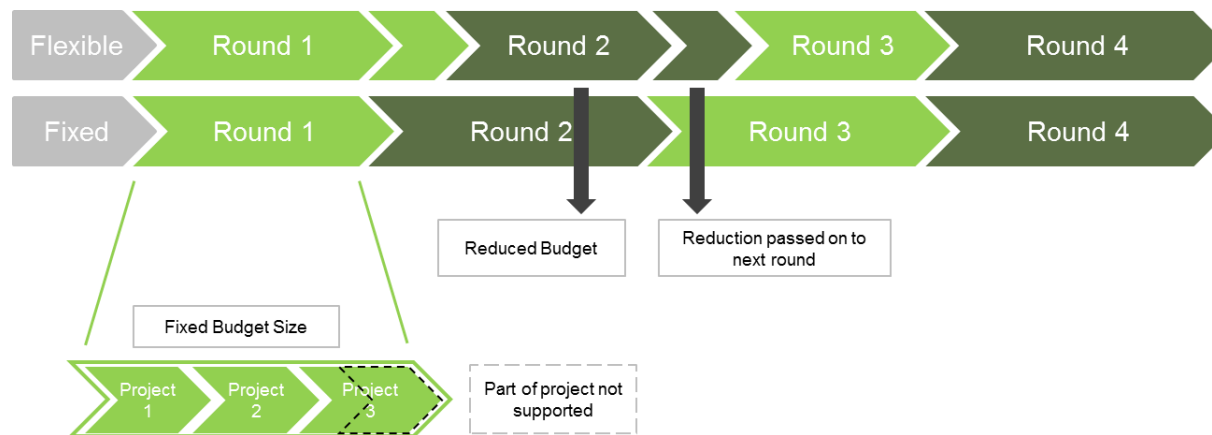 Flexible
Round 1
Round 2
Round 3
Round 4
Fixed
Round 1
Round 2
Round 3
Round 4
Reduced Budget
Reduction passed on to
next round
Fixed Budget Size
Project
1
Project
2
Project
3
Part of project not
supported